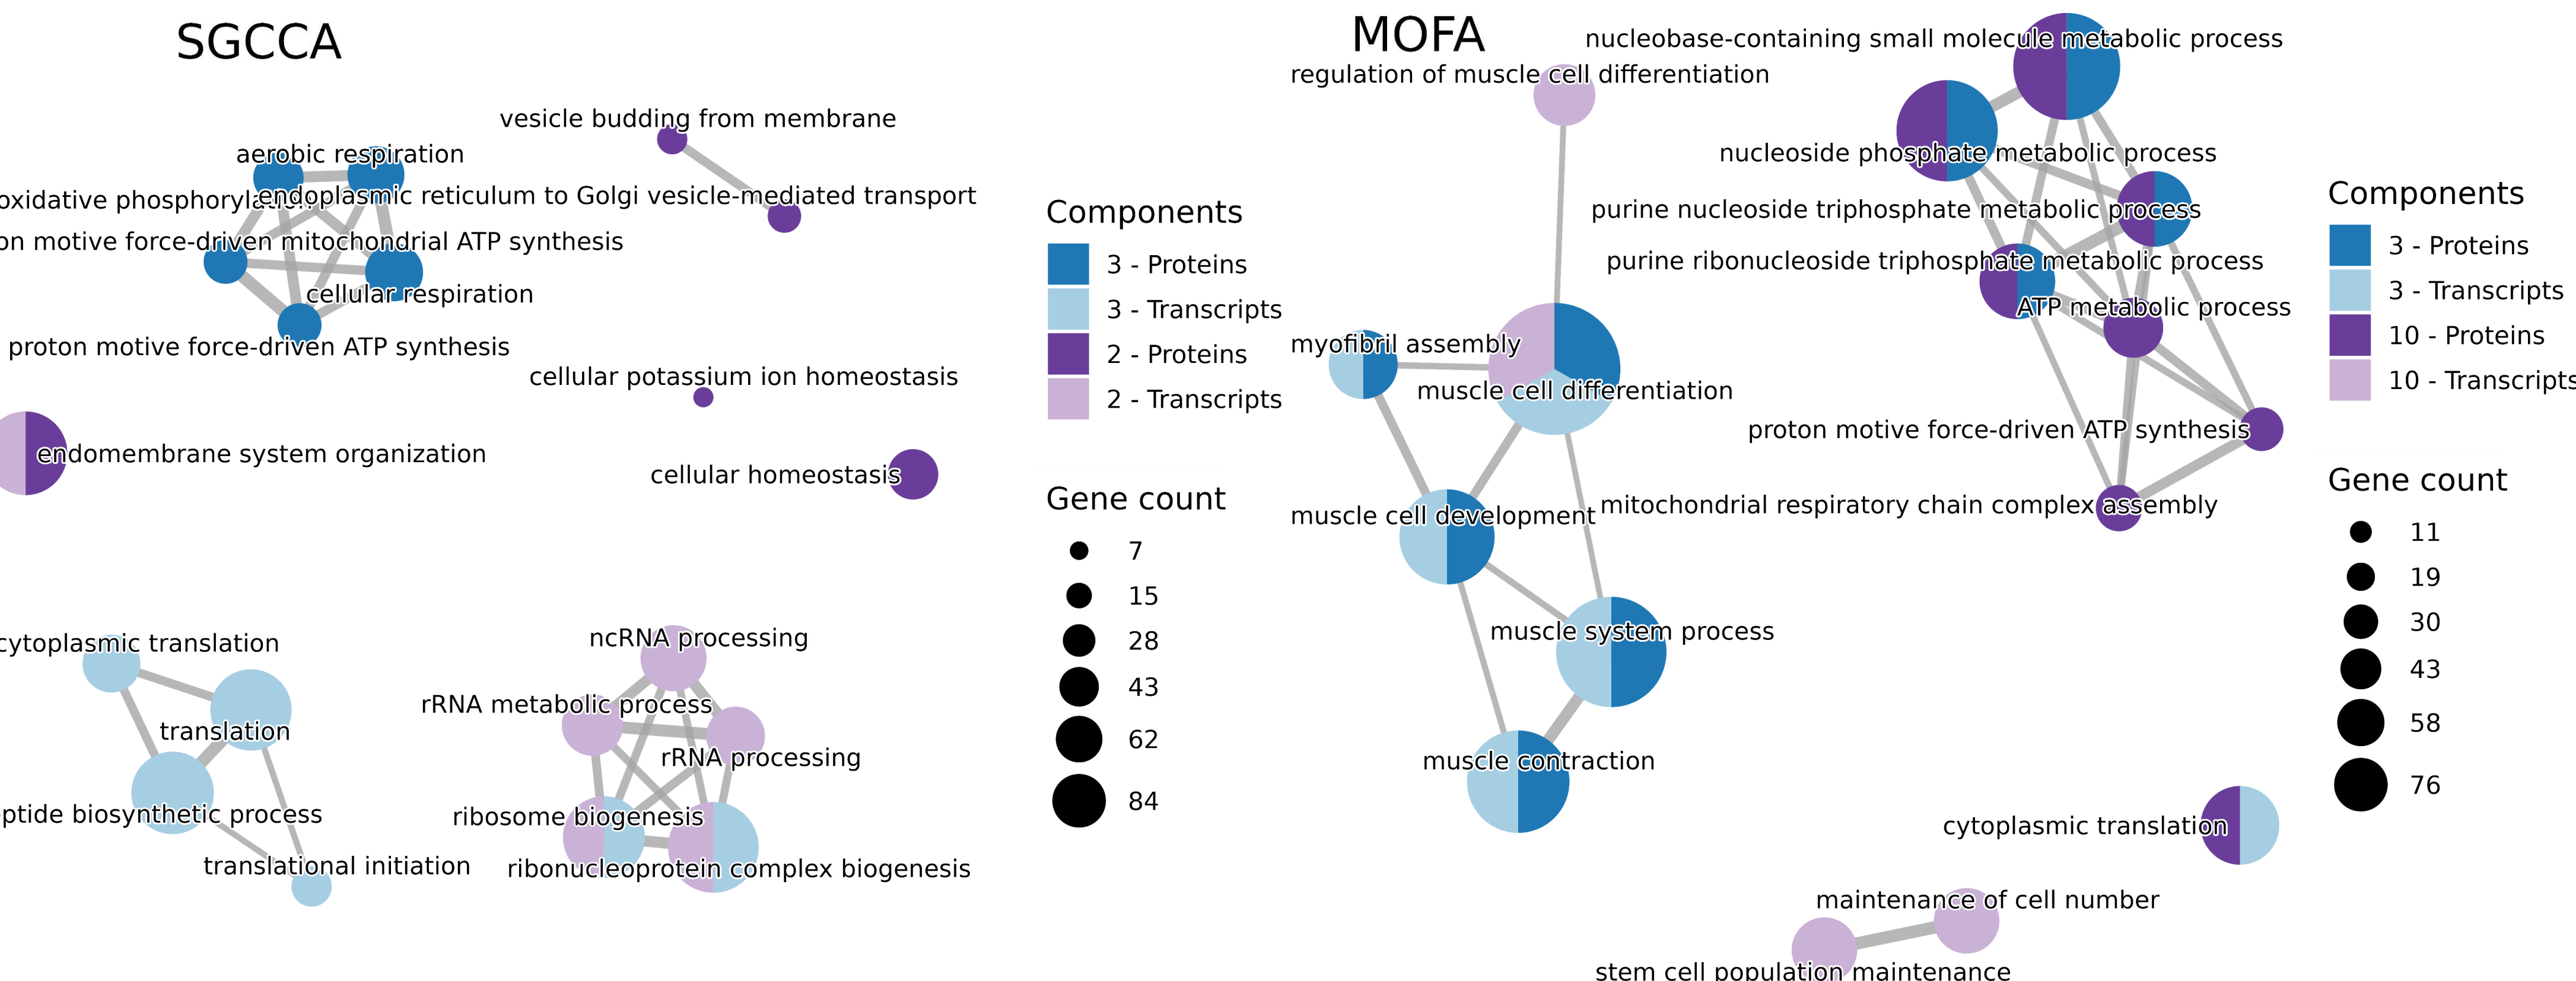 SGCCA
vesicle budding from membrane
aerobic respiration
endoplasmic reticulum to Golgi vesicle-mediated transport
oxidative
motive force-driven mitochondrial ATP synthesis
cellular respiration
proton motive force-driven ATP synthesis
cellular potassium ion homeostasis
endomembrane system organization
cellular homeostasis
cytoplasmic translation
translation
biosynthetic process
translational initiation
ncRNA processing
rRNA metabolic process
rRNA processing
ribosome biogenesis
ribonucleoprotein complex biogenesis
Components
3 - Proteins
3 - Transcripts
2 - Proteins
2 - Transcripts
Gene count
7
15
28
43
62
84
MOFA
nucleobase-containing small molecule metabolic process
regulation of muscle cell differentiation
nucleoside phosphate metabolic process
purine nucleoside triphosphate metabolic process
purine ribonucleoside triphosphate metabolic process
ATP metabolic process
myofibril assembly
muscle cell differentiation
proton motive force-driven ATP synthesis
mitochondrial respiratory chain complex assembly
muscle cell development
muscle system process
muscle contraction
cytoplasmic translation
maintenance of cell number
stem cell population maintenance
Components
3 - Proteins
3 - Transcripts
10 - Proteins
10 - Transcripts
Gene count
11
19
30
43
58
76